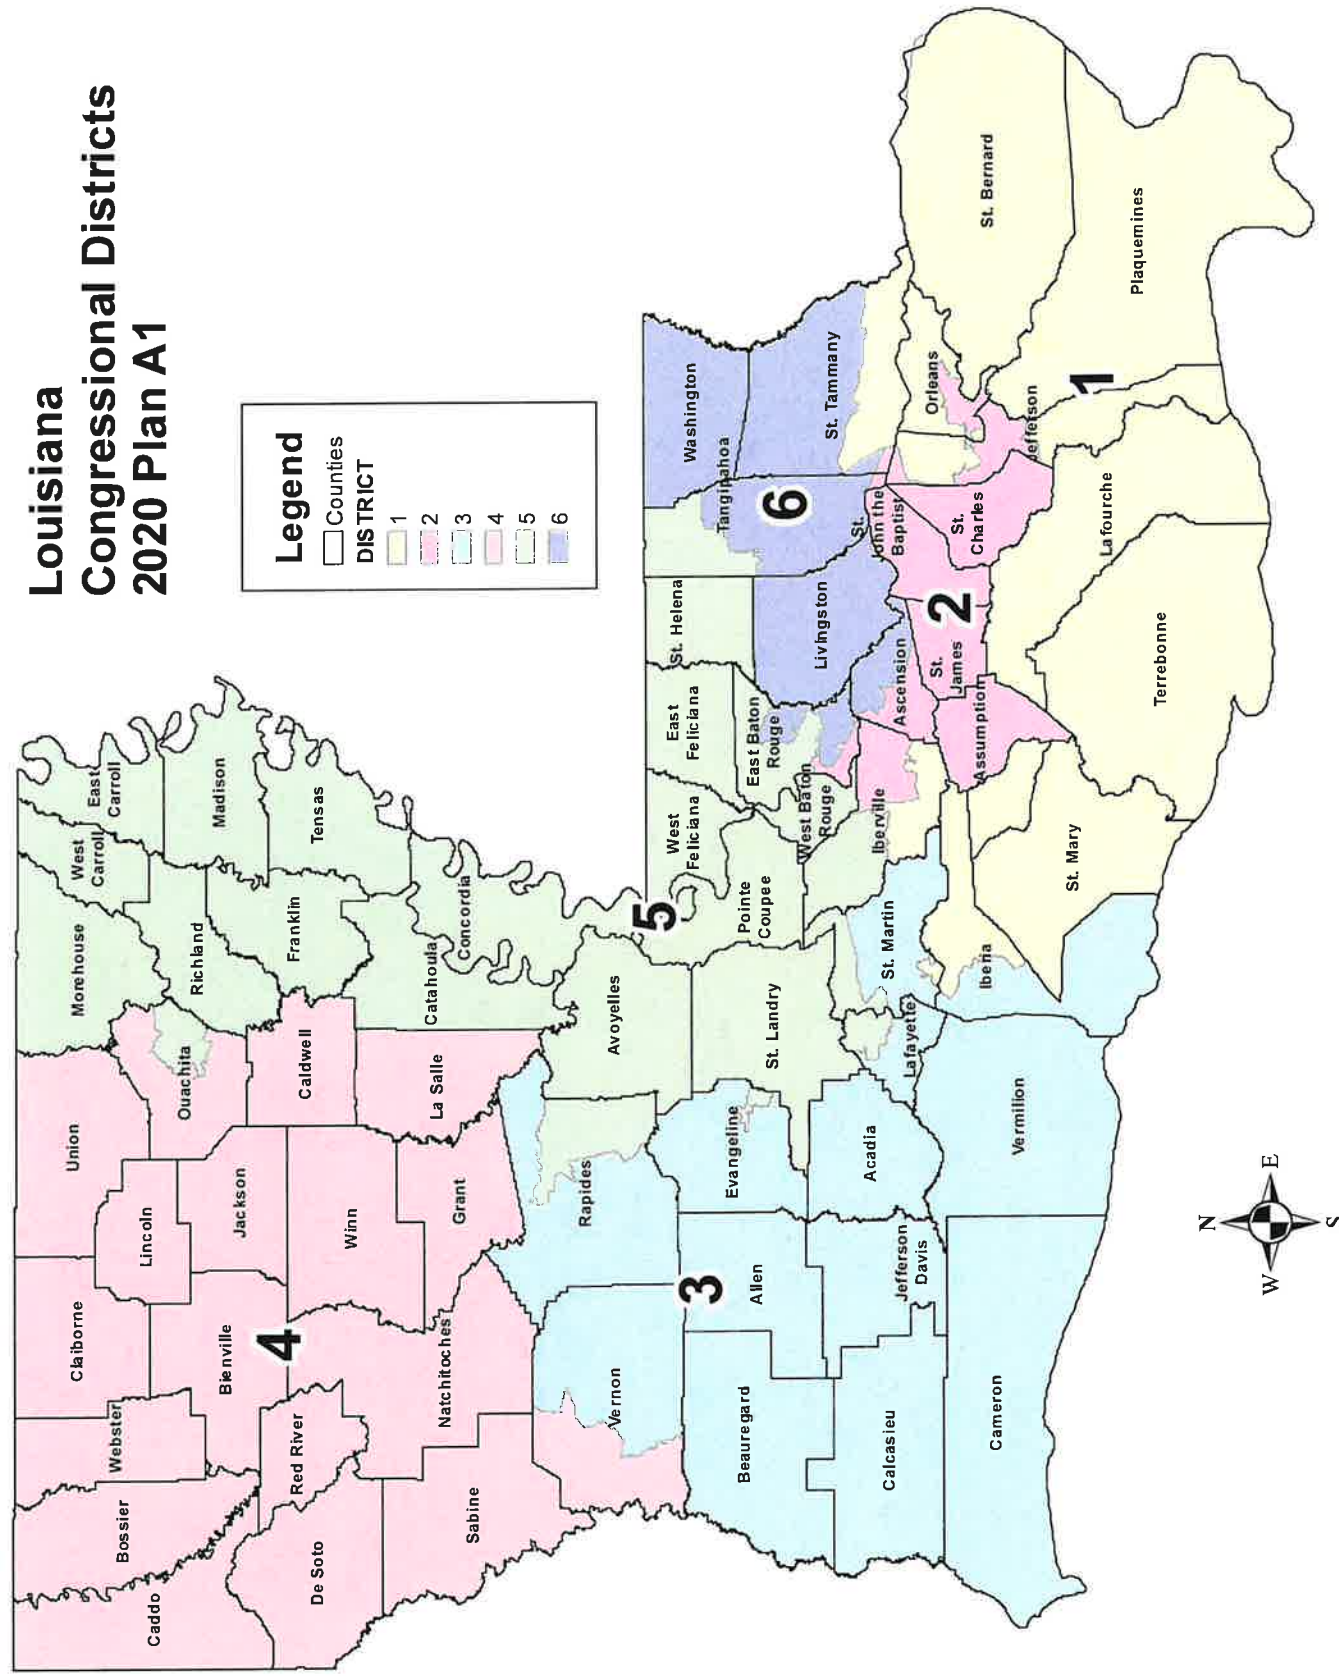 Louisiana
Congressional Districts
2020 Plan A1
Legend
Counties
DISTRICT
1
2
3
4
5
6
Caddo
Bossier
Webster
Claiborne
Lincoln
Union
Ouachita
Morehouse
West
Carroll
East
Carroll
Richland
Madison
De Soto
Red River
Bienville
4
Jackson
Caldwell
Franklin
Tensas
Sabine
Natchitoches
Winn
Grant
La Salle
Catahoula
Concordia
Vernon
Rapides
Avoyelles
5
West
Feliciana
East
Feliciana
St. Helena
Tangipahoa
Washington
Beauregard
3
Allen
Evangeline
St. Landry
Pointe
Coupee
West Baton
Rouge
East Baton
Rouge
Livingston
6
St. Tammany
Calcasieu
Jefferson
Davis
Acadia
Lafayette
St. Martin
Iberville
Ascension
St.
John the
Baptist
Orleans
Cameron
Vermilion
Iberia
Assumption
St.
James
2
St.
Charles
Jefferson
St. Bernard
St. Mary
Terrebonne
Lafourche
1
Plaquemines
N
W
E
S